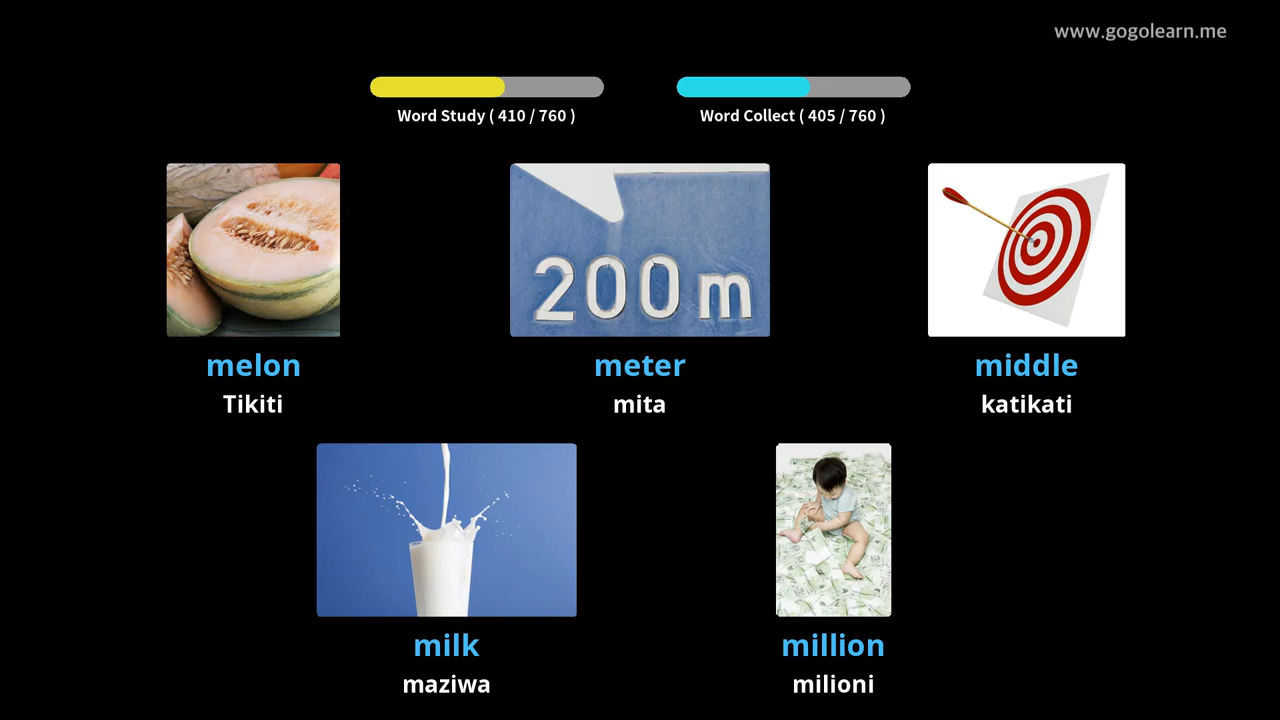 www.gogolearn.me
Word Study ( 410 / 760 )
Word Collect ( 405 / 760 )
200 m
melon
Tikiti
meter
mita
middle
katikati
milk
maziwa
million
milioni